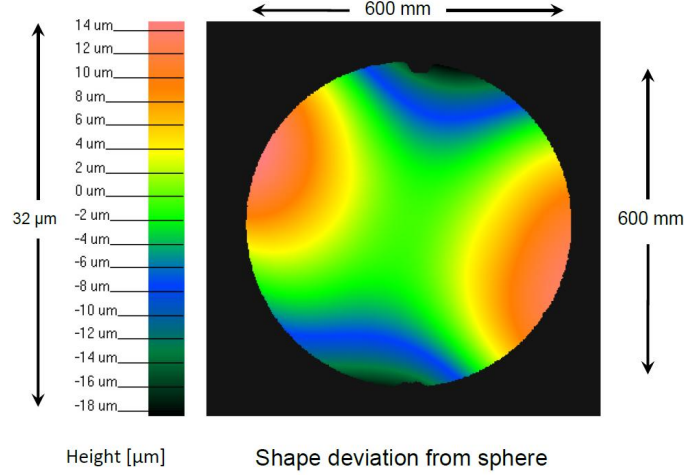 600 mm
14 um
12 um
10 um
8 um
6 um
4 um
2 um
0 um
-2 um
-4 um
-6 um
-8 um
-10 um
-12 um
-14 um
-16 um
-18 um
32 µm
600 mm
Height [µm]
Shape deviation from sphere